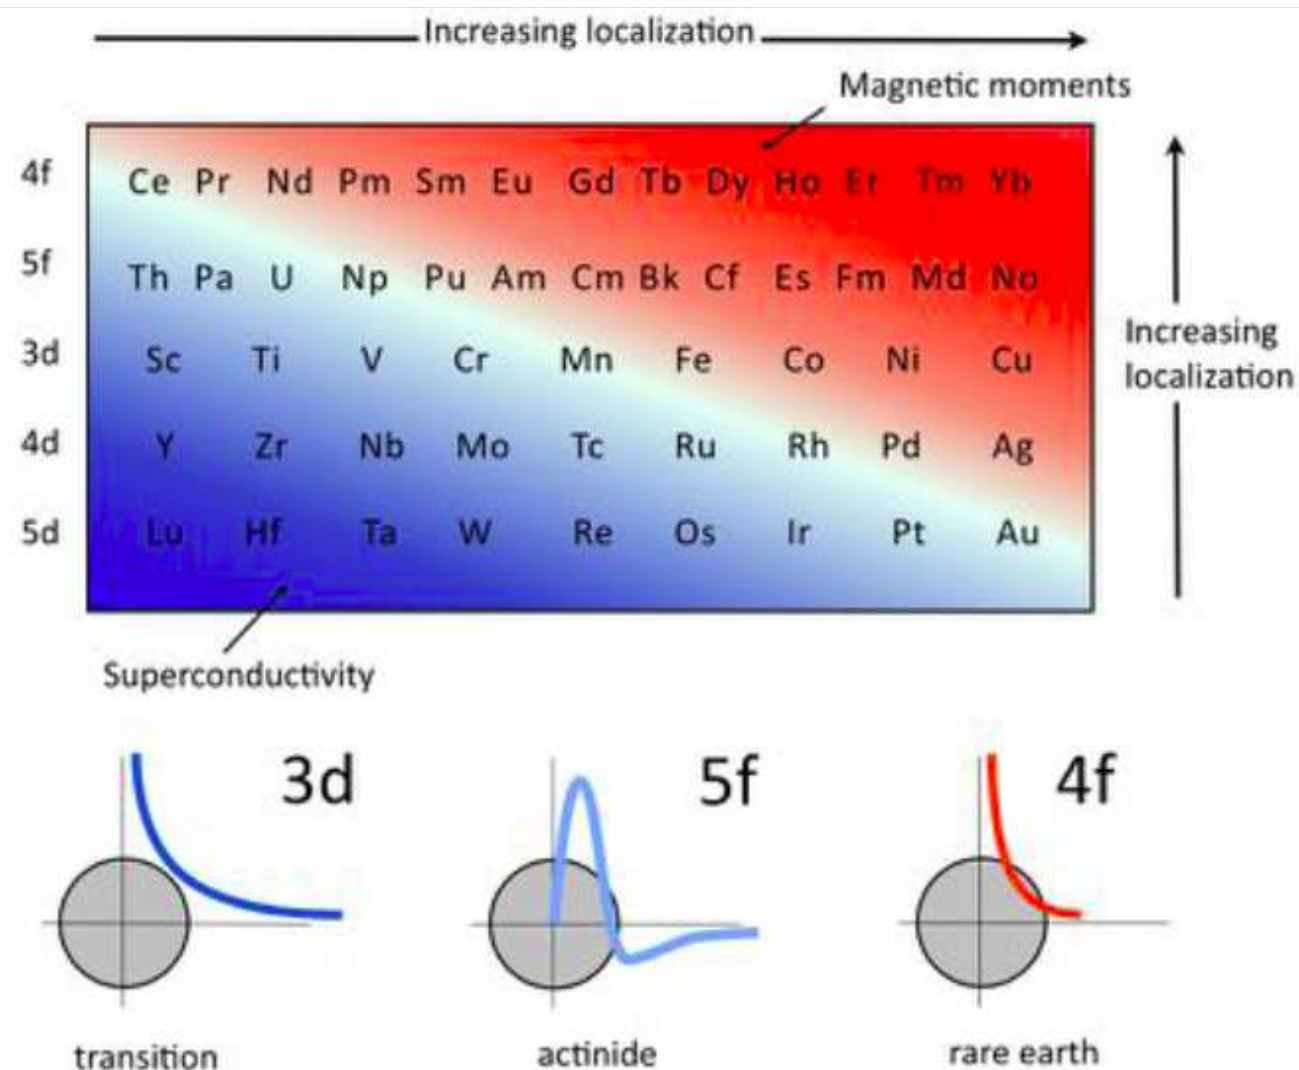 Increasing localization
Magnetic moments
4f Ce Pr Nd Pm Sm Eu Gd Tb Dy Ho Er Tm Yb
5f Th Pa U Np Pu Am Cm Bk Cf Es Fm Md No
Increasing
localization
3d Sc Ti V Cr Mn Fe Co Ni Cu
4d Y Zr Nb Mo Tc Ru Rh Pd Ag
5d Lu Hf Ta W Re Os Ir Pt Au
Superconductivity
3d 5f 4f
transition actinide rare earth